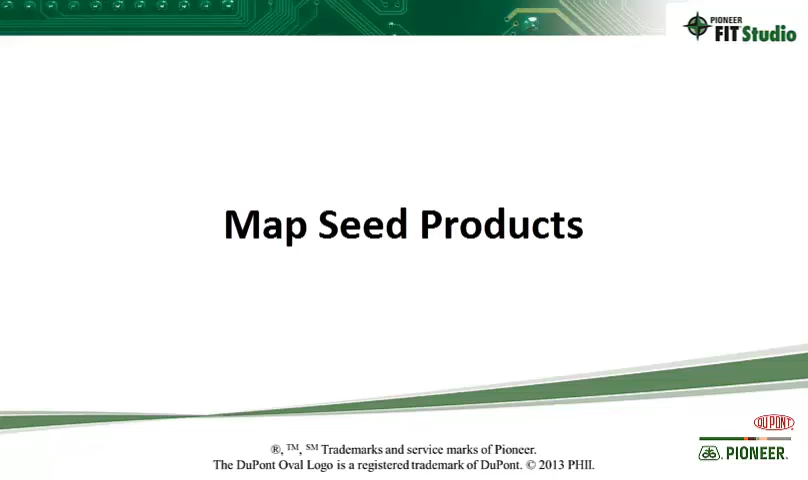 PIONEER
FIT Studio
Map Seed Products
DUPONT
®, TM, SM Trademarks and service marks of Pioneer.
The DuPont Oval Logo is a registered trademark of DuPont. © 2013 PHII.
PIONEER.